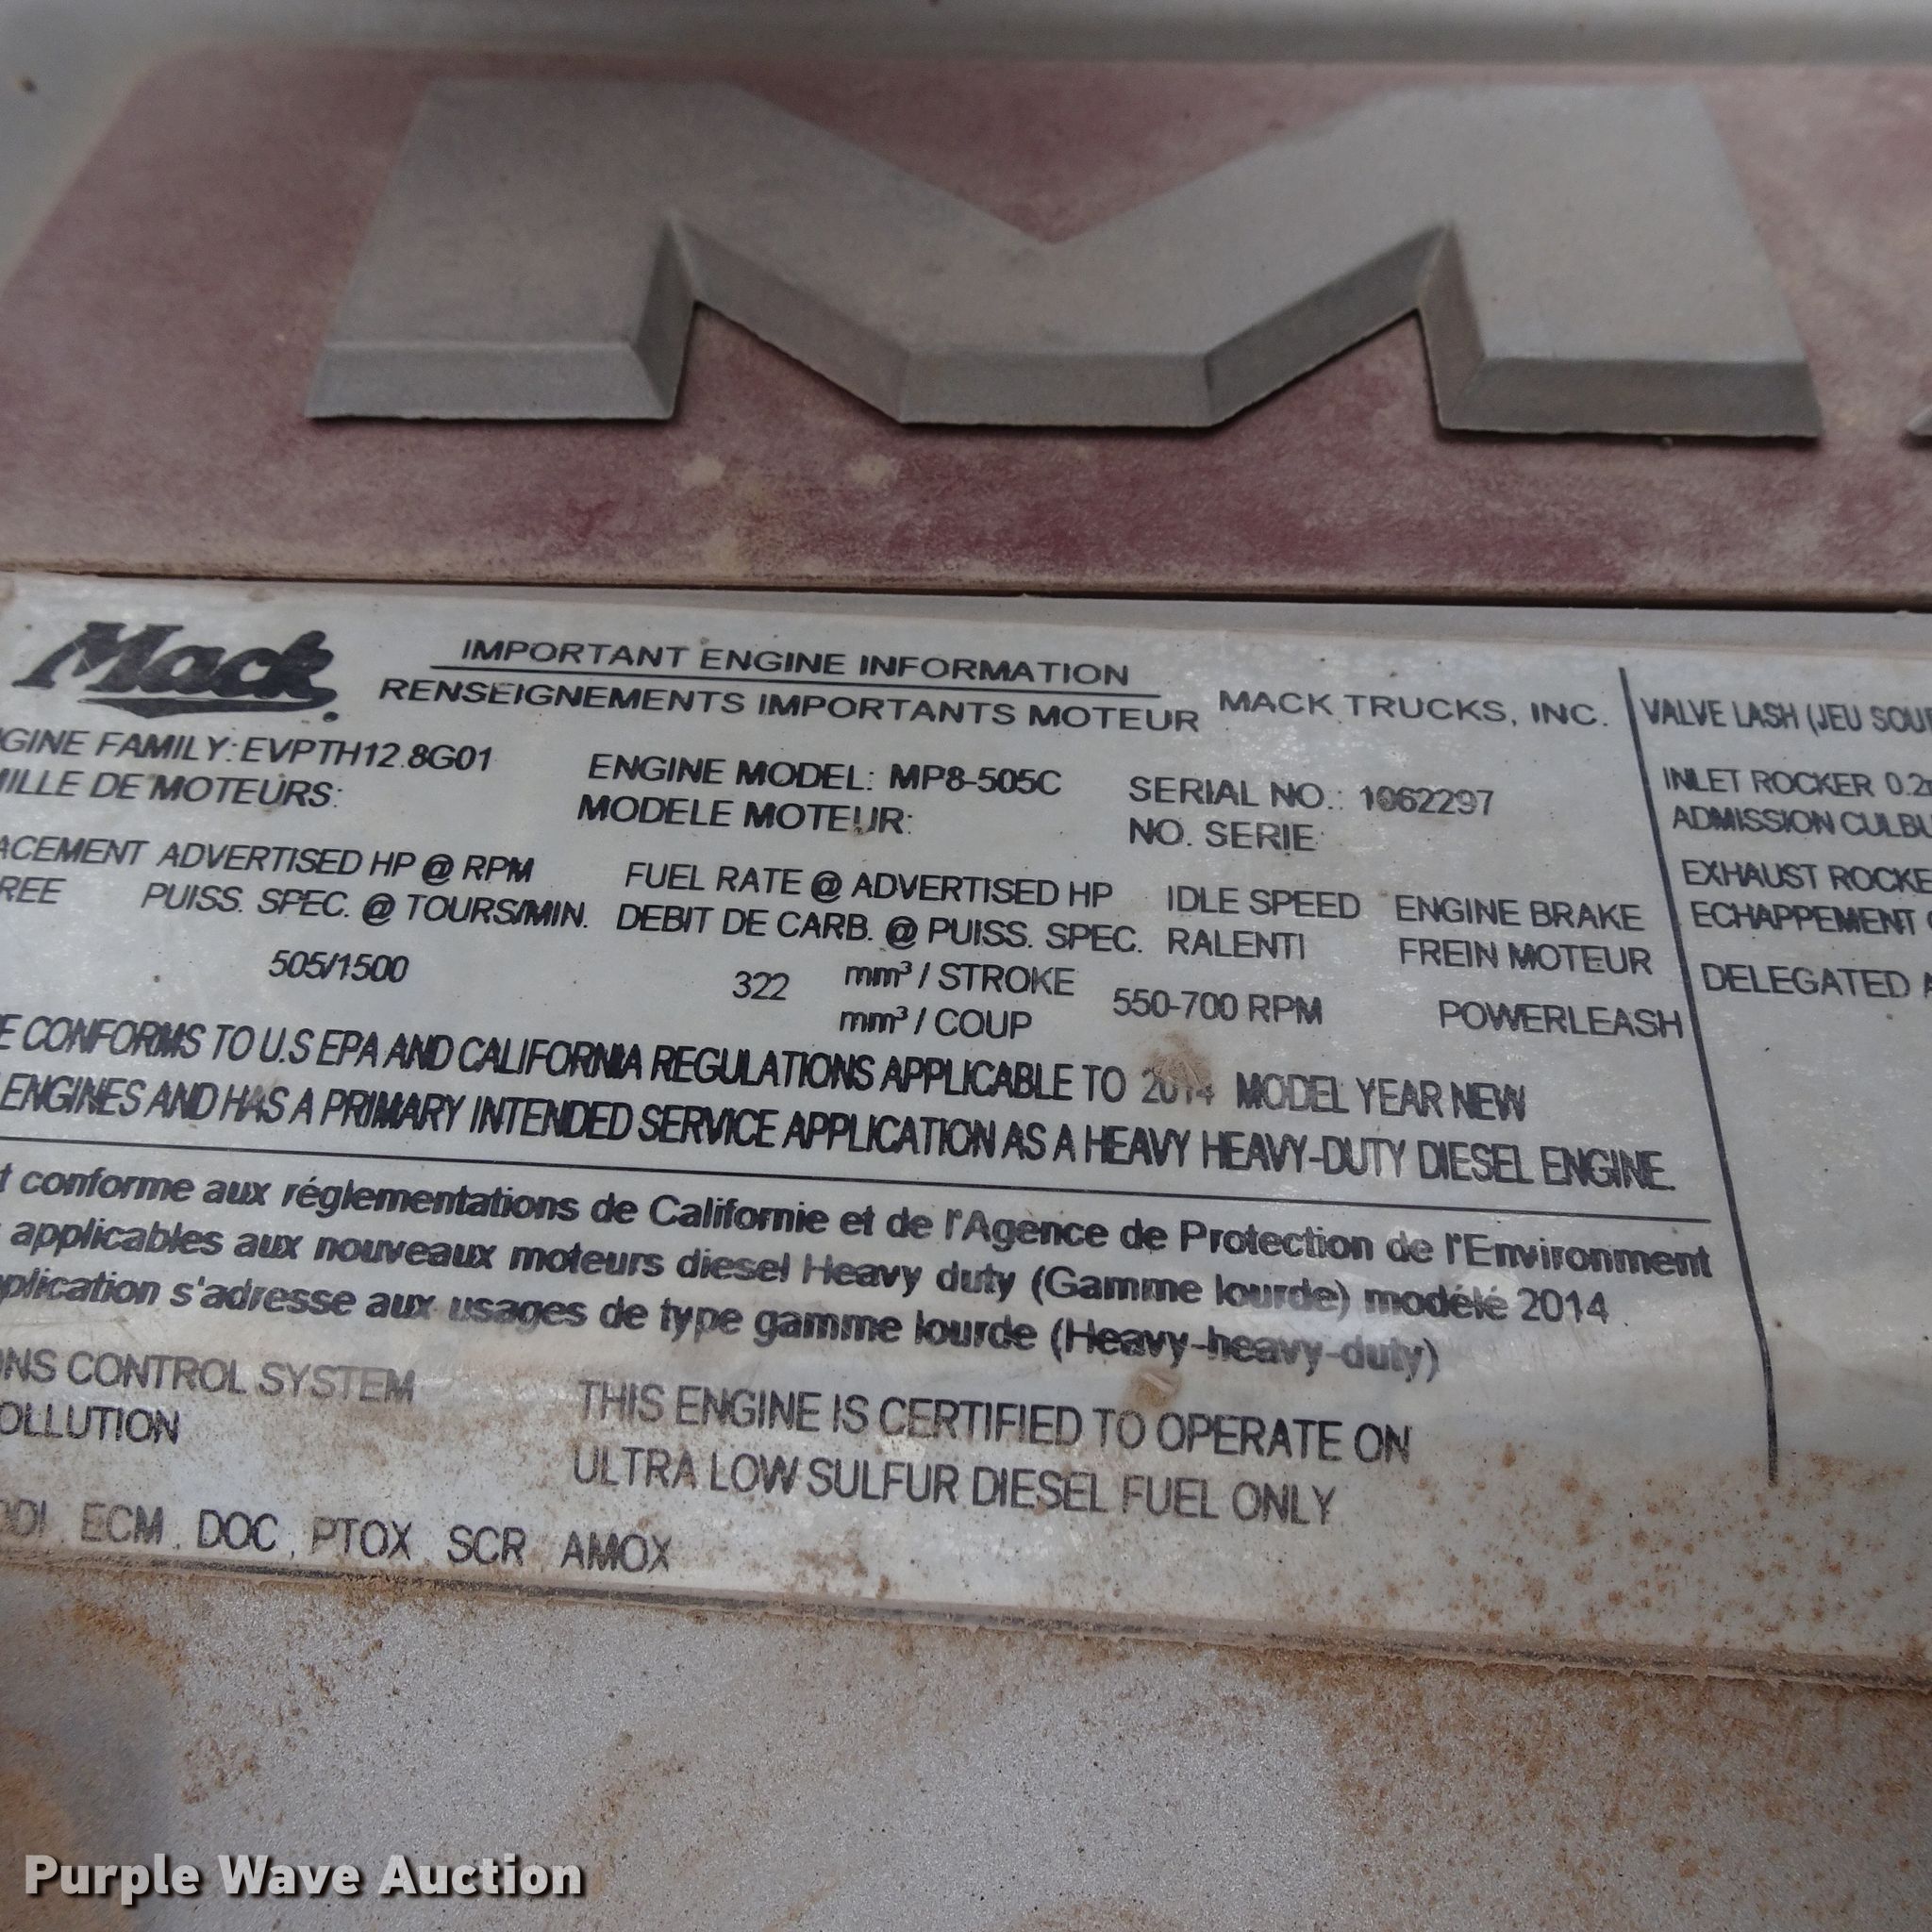 M
Mack
IMPORTANT ENGINE INFORMATION
RENSEIGNEMENTS IMPORTANTS MOTEUR
MACK TRUCKS, INC.
VALVE LASH (JEU SOUP
GINE FAMILY: EVPTH12.8G01
ENGINE MODEL: MP8-505C
SERIAL NO.: 1062297
INLET ROCKER 0.2
MILLE DE MOTEURS:
MODELE MOTEUR:
NO. SERIE:
ADMISSION CULBU
ACEMENT ADVERTISED HP @ RPM
FUEL RATE @ ADVERTISED HP
IDLE SPEED
ENGINE BRAKE
EXHAUST ROCKE
REE
PUISS. SPEC. @ TOURS/MIN.
DEBIT DE CARB. @ PUISS. SPEC.
RALENTI
FREIN MOTEUR
ECHAPPEMENT
505/1500
322
mm³ / STROKE
mm³ / COUP
550-700 RPM
POWERLEASH
DELEGATED A
E CONFORMS TO U.S EPA AND CALIFORNIA REGULATIONS APPLICABLE TO 2014 MODEL YEAR NEW
ENGINES AND HAS A PRIMARY INTENDED SERVICE APPLICATION AS A HEAVY HEAVY-DUTY DIESEL ENGINE.
t conforme aux réglementations de Californie et de l'Agence de Protection de l'Environment
applicables aux nouveaux moteurs diesel Heavy duty (Gamme lourde) modélé 2014
plication s'adresse aux usages de type gamme lourde (Heavy-heavy-duty)
ONS CONTROL SYSTEM
OLLUTION
THIS ENGINE IS CERTIFIED TO OPERATE ON
ULTRA LOW SULFUR DIESEL FUEL ONLY
DDI, ECM, DOC, PTOX, SCR, AMOX
Purple Wave Auction